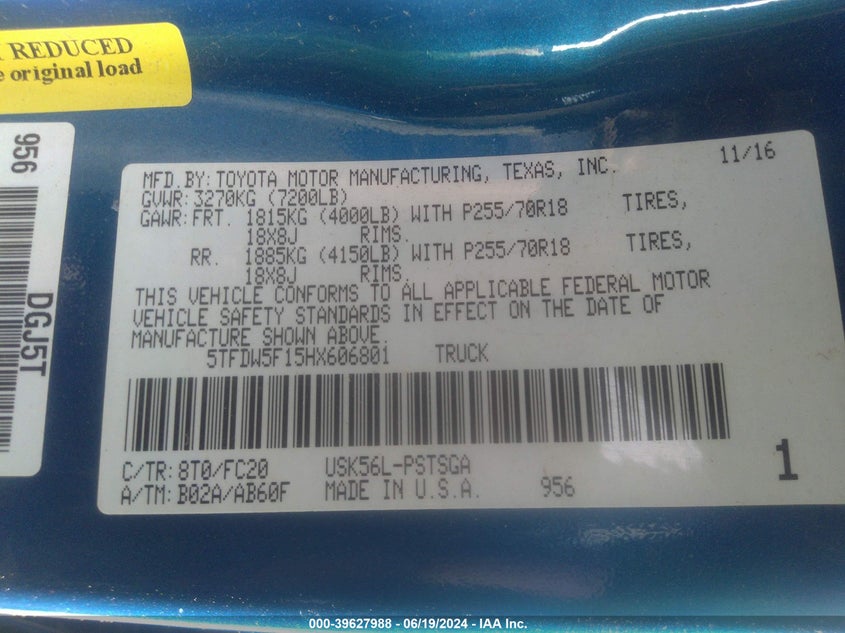 REDUCED
original load
956
DGJ5T
MFD.BY: TOYOTA MOTOR MANUFACTURING, TEXAS, INC. 11/16
GVWR: 3270KG (7200LB)
GAWR: FRT. 1815KG (4000LB) WITH P255/70R18 TIRES,
18X8J RIMS.
RR. 1885KG (4150LB) WITH P255/70R18 TIRES,
18X8J RIMS.
THIS VEHICLE CONFORMS TO ALL APPLICABLE FEDERAL MOTOR
VEHICLE SAFETY STANDARDS IN EFFECT ON THE DATE OF
MANUFACTURE SHOWN ABOVE.
5TFDW5F15HX606801 TRUCK
C/TR: 8T0/FC20 USK56L-PSTSGA
A/TM: B02A/AB60F MADE IN U.S.A. 956
1
000-39627988 - 06/19/2024 - IAA Inc.